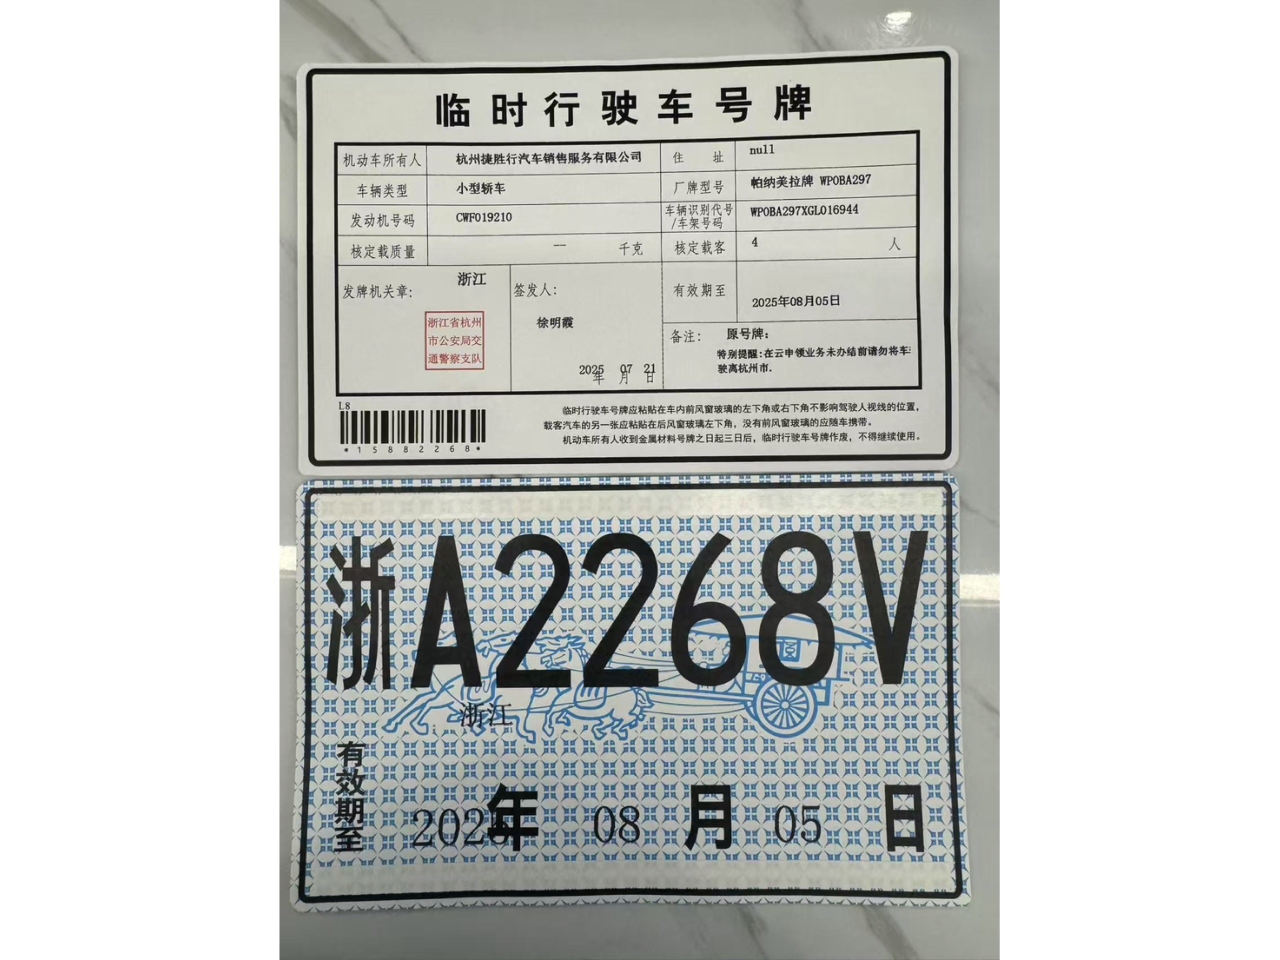 临时行驶车号牌
机动车所有人 杭州捷胜行汽车销售服务有限公司 住 址 null
车辆类型 小型轿车 厂牌型号 帕纳美拉牌 WP0BA297
发动机号码 CWF019210 车辆识别代号/车架号码 WP0BA297XGL016944
核定载质量 — 千克 核定载客 4 人
发牌机关章: 浙江
浙江省杭州
市公安局交
通警察支队
签发人:
徐明霞
2025 07 21
年 月 日
有效期至 2025年08月05日
备注: 原号牌:
特别提醒:在云申领业务未办结前请勿将车
驶离杭州市.
L8
*15882268*
临时行驶车号牌应粘贴在车内前风窗玻璃的左下角或右下角不影响驾驶人视线的位置,
载客汽车的另一张应粘贴在后风窗玻璃左下角，没有前风窗玻璃的应随车携带。
机动车所有人收到金属材料号牌之日起三日后，临时行驶车号牌作废，不得继续使用。
浙A2268V
浙江
有效期至 2025年 08月 05日